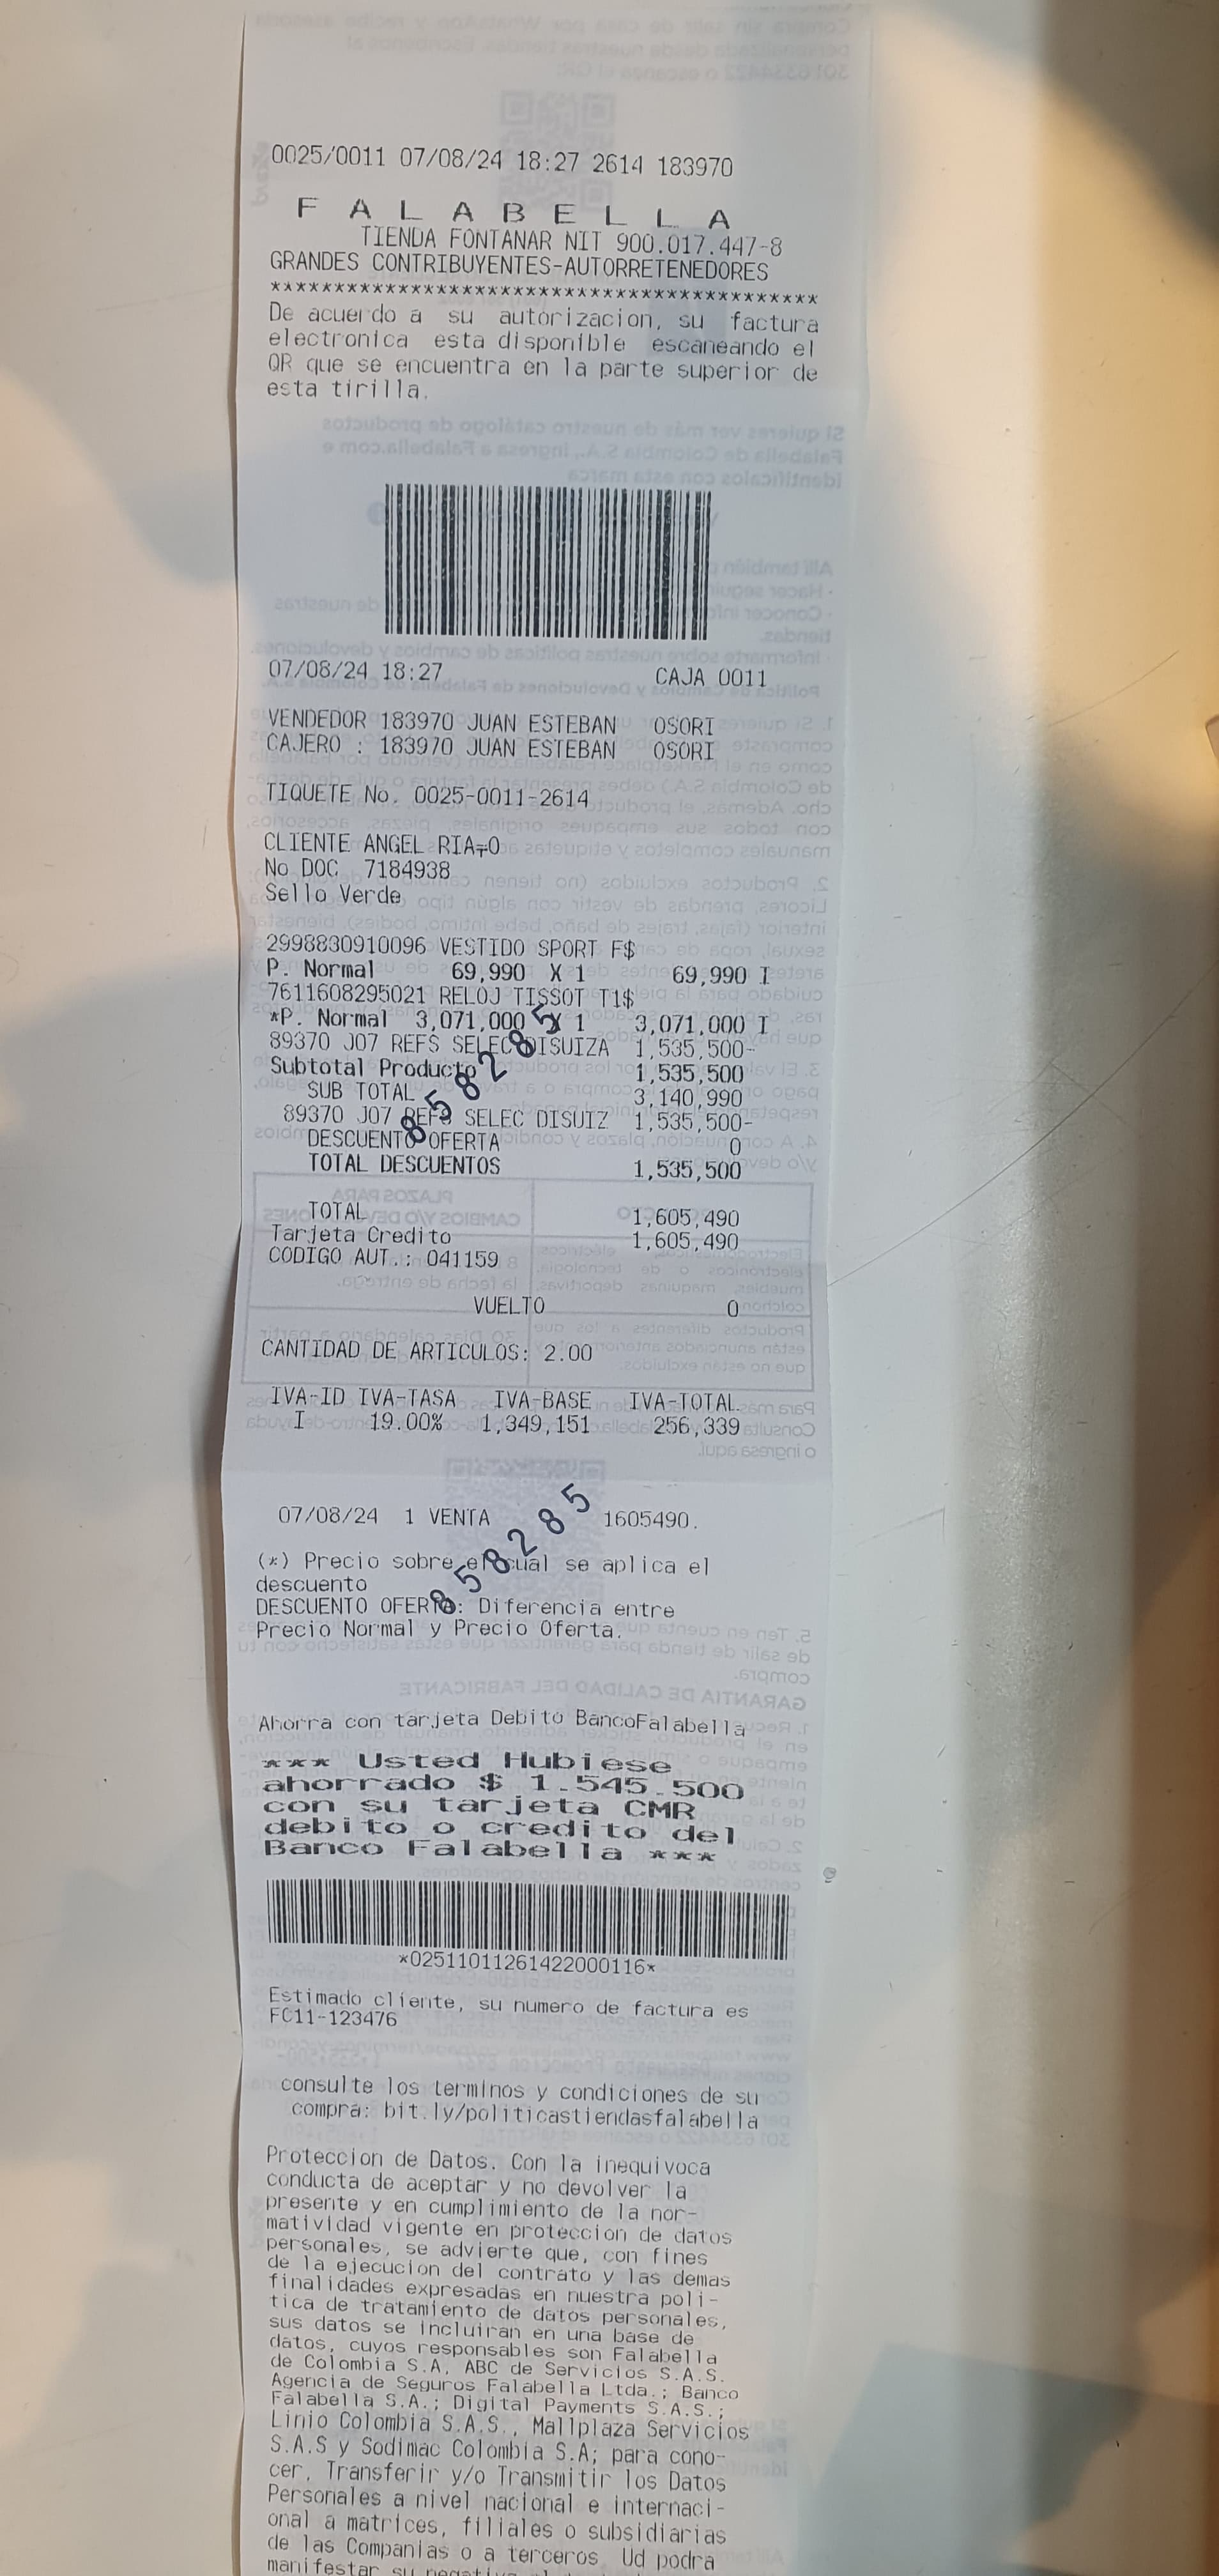 0025/0011 07/08/24 18:27 2614 183970
F A L A B E L L A
TIENDA FONTANAR NIT 900.017.447-8
GRANDES CONTRIBUYENTES-AUTORRETENEDORES
********************************************
De acuerdo a su autorizacion, su factura
electronica esta disponible escaneando el
QR que se encuentra en la parte superior de
esta tirilla.
07/08/24 18:27 CAJA 0011
VENDEDOR 183970 JUAN ESTEBAN OSORI
CAJERO : 183970 JUAN ESTEBAN OSORI
TIQUETE No. 0025-0011-2614
CLIENTE ANGEL
No DOC 7184938
Sello Verde
2998830910096 VESTIDO SPORT F$
P. Normal 69,990 X 1 69,990 I
7611608295021 RELOJ TISSOT T1$
*P. Normal 3,071,000 X 1 3,071,000 I
89370 J07 REFS SELEC DISUIZA 1,535,500-
Subtotal Producto 1,535,500
SUB TOTAL 3,140,990
89370 J07 REFS SELEC DISUIZ 1,535,500-
DESCUENTO OFERTA 0
TOTAL DESCUENTOS 1,535,500
858285
TOTAL 1,605,490
Tarjeta Credito 1,605,490
CODIGO AUT.: 041159
VUELTO 0
CANTIDAD DE ARTICULOS: 2.00
IVA-ID IVA-TASA IVA-BASE IVA-TOTAL
I 19.00% 1,349,151 256,339
07/08/24 1 VENTA 1605490.
858285
(*) Precio sobre el cual se aplica el
descuento
DESCUENTO OFERTA: Diferencia entre
Precio Normal y Precio Oferta.
Ahorra con tarjeta Debito BancoFalabella
*** Usted Hubiese
ahorrado $ 1.545.500
con su tarjeta CMR
debito o credito del
Banco Falabella ***
*02511011261422000116*
Estimado cliente, su numero de factura es
FC11-123476
consulte los terminos y condiciones de su
compra: bit.ly/politicastiendasfalabella
Proteccion de Datos. Con la inequivoca
conducta de aceptar y no devolver la
presente y en cumplimiento de la nor-
matividad vigente en proteccion de datos
personales, se advierte que, con fines
de la ejecucion del contrato y las demas
finalidades expresadas en nuestra poli-
tica de tratamiento de datos personales,
sus datos se incluiran en una base de
datos, cuyos responsables son Falabella
de Colombia S.A, ABC de Servicios S.A.S.
Agencia de Seguros Falabella Ltda.; Banco
Falabella S.A.; Digital Payments S.A.S.;
Linio Colombia S.A.S., Mallplaza Servicios
S.A.S y Sodimac Colombia S.A; para cono-
cer, Transferir y/o Transmitir los Datos
Personales a nivel nacional e internaci-
onal a matrices, filiales o subsidiarias
de las Companias o a terceros. Ud podra
manifestar su